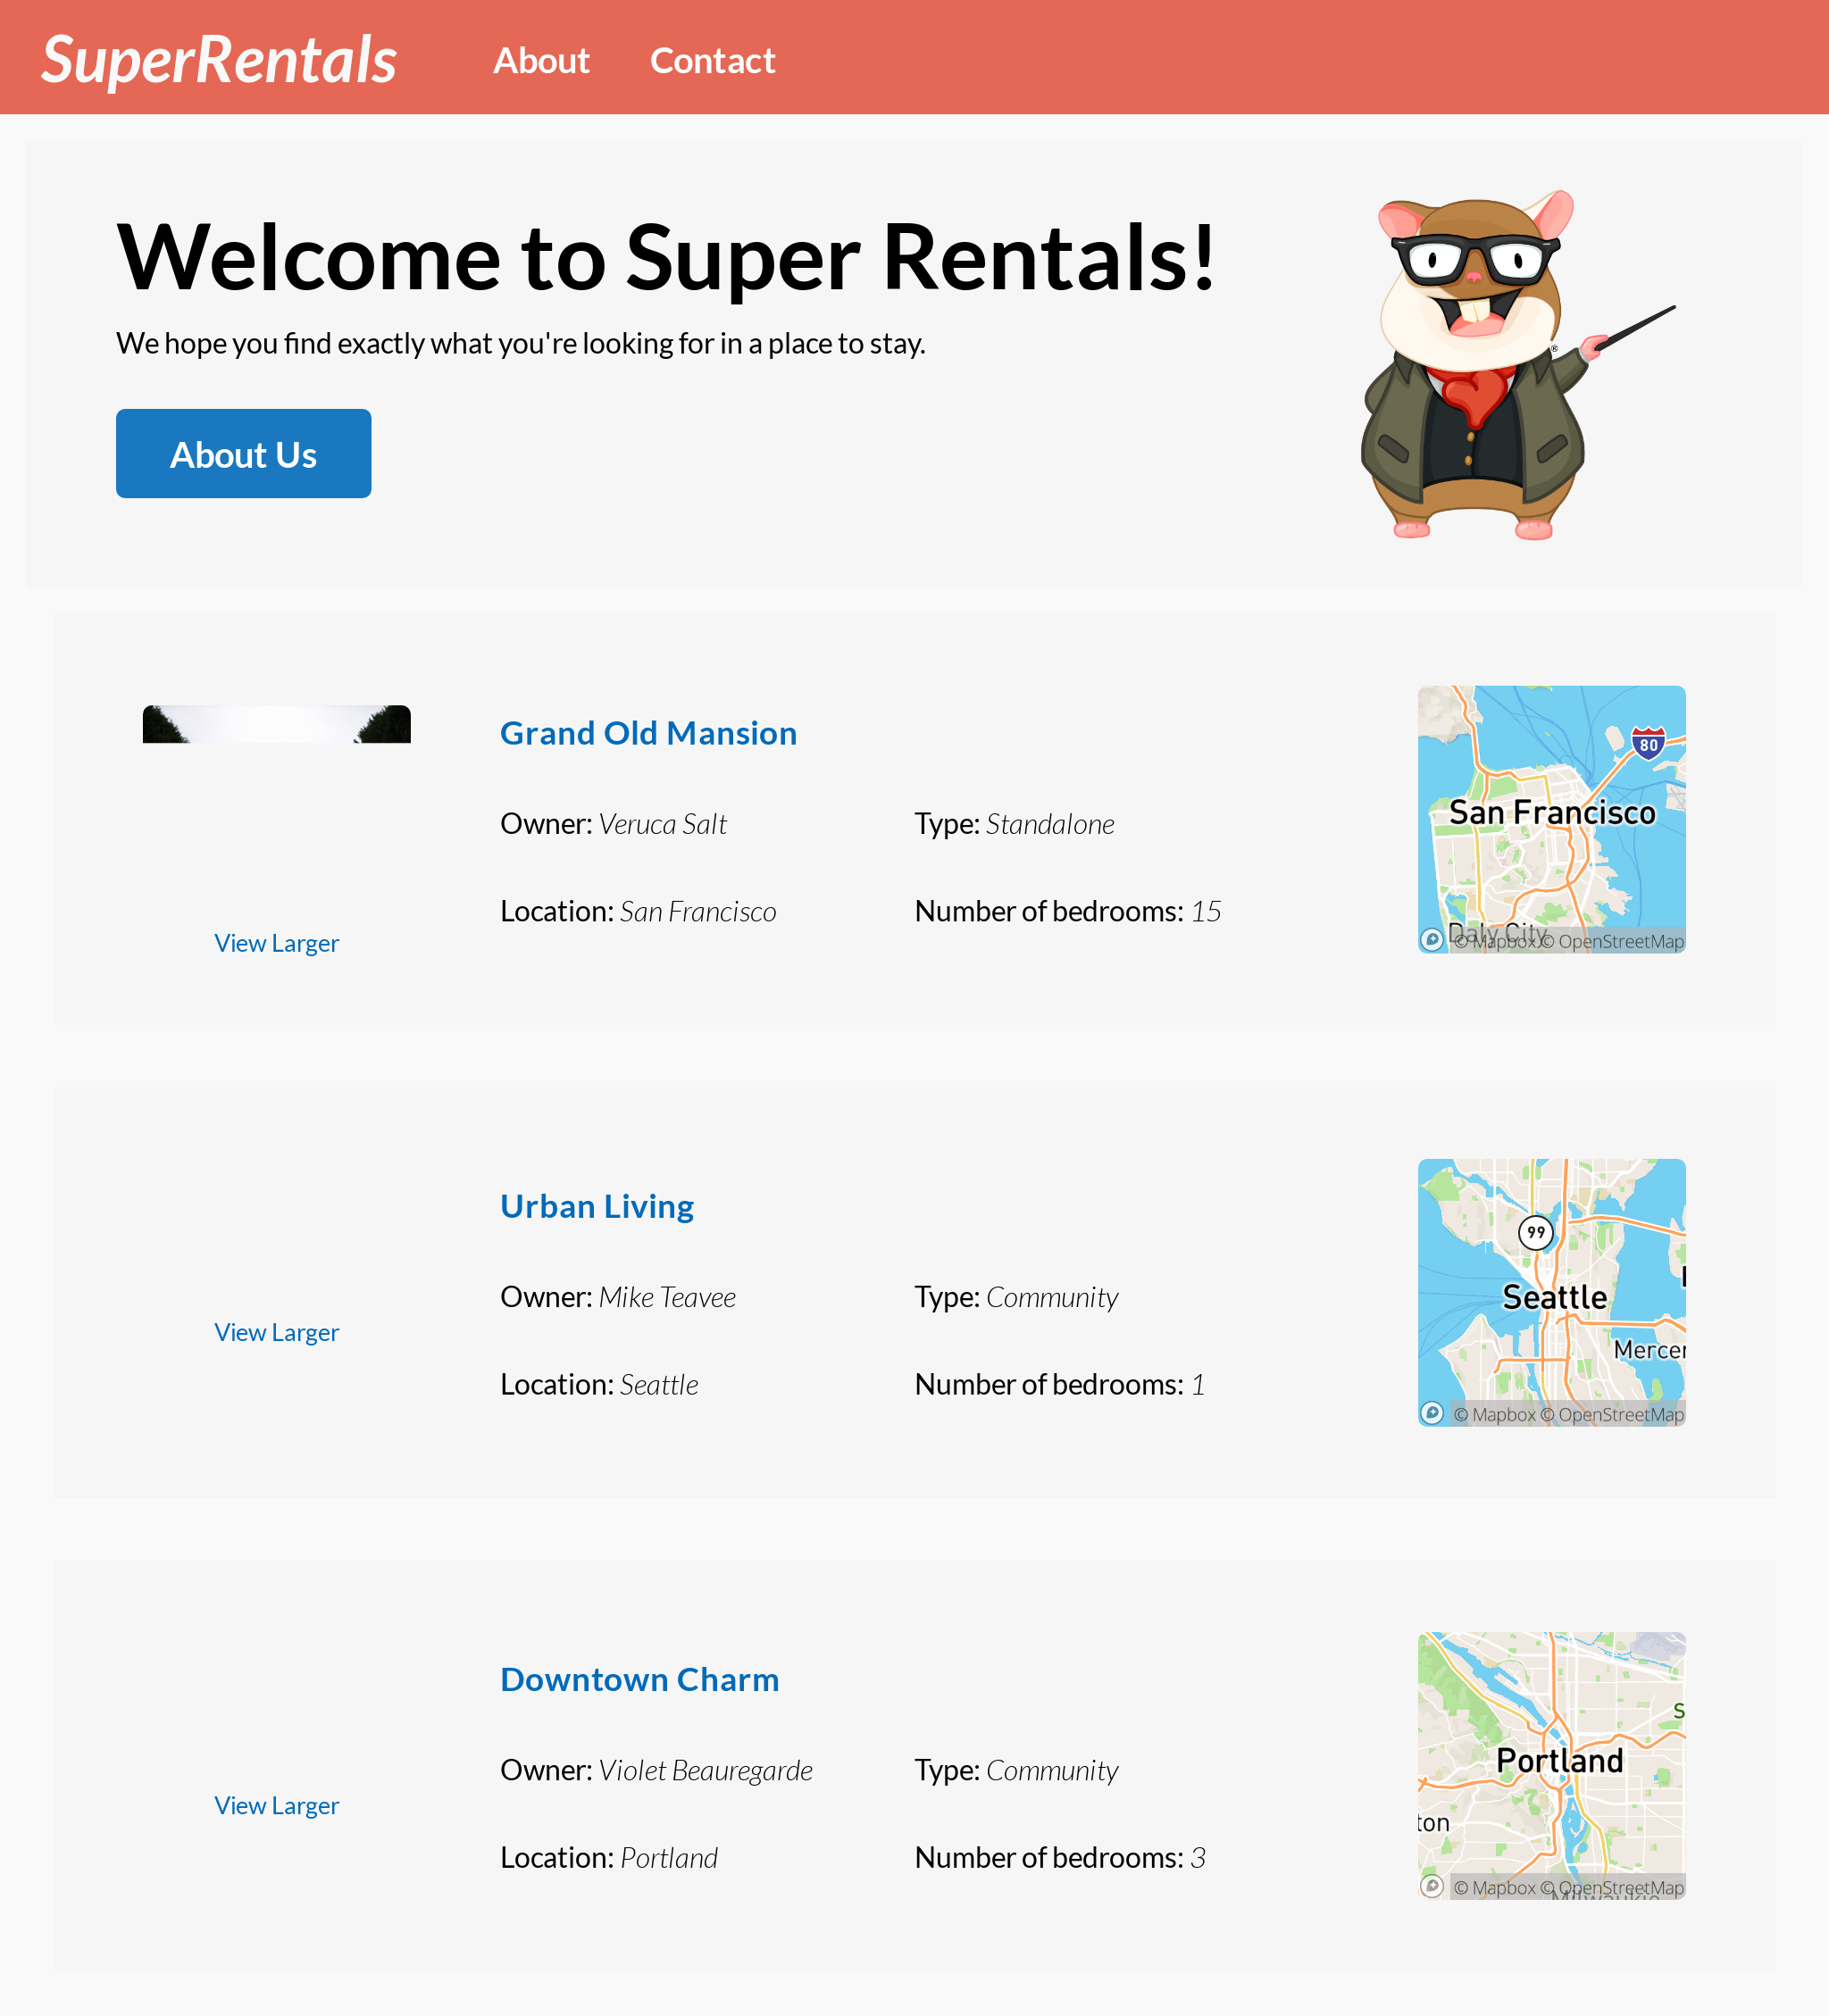 SuperRentals
About Contact
Welcome to Super Rentals!
We hope you find exactly what you're looking for in a place to stay.
®
About Us
Grand Old Mansion
Owner: Veruca Salt
Type: Standalone
Location: San Francisco
Number of bedrooms: 15
View Larger
80
San Francisco
Daly City
© Mapbox © OpenStreetMap
Urban Living
Owner: Mike Teavee
Type: Community
View Larger
Location: Seattle
Number of bedrooms: 1
99
Seattle
Mercer
© Mapbox © OpenStreetMap
Downtown Charm
Owner: Violet Beauregarde
Type: Community
View Larger
Location: Portland
Number of bedrooms: 3
S
Portland
ton
© Mapbox © OpenStreetMap